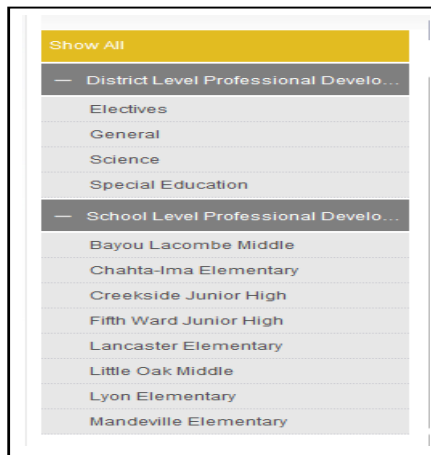 Show All
— District Level Professional Develo...
Electives
General
Science
Special Education
— School Level Professional Develo...
Bayou Lacombe Middle
Chahta-Ima Elementary
Creekside Junior High
Fifth Ward Junior High
Lancaster Elementary
Little Oak Middle
Lyon Elementary
Mandeville Elementary